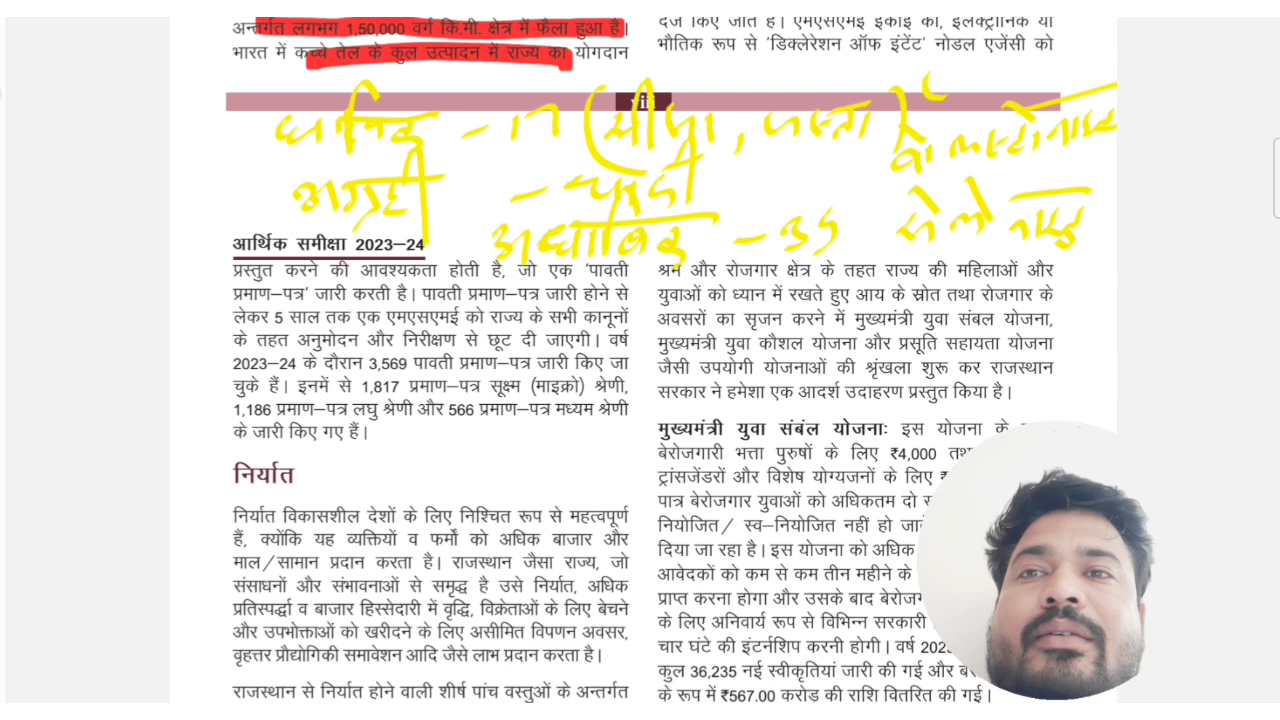 अन्तर्गत लगभग 1,50,000 वर्ग कि.मी. क्षेत्र में फैला हुआ है।
भारत में कच्चे तेल के कुल उत्पादन में राज्य का योगदान
दर्ज किए जाते हैं। एमएसएमई इकाई को, इलेक्ट्रॉनिक या
भौतिक रूप से 'डिक्लेरेशन ऑफ इंटेंट' नोडल एजेंसी को
धात्विक – 17 (सीसा, जस्ता)
अग्रणी – चांदी
अधात्विक – 35
आर्थिक समीक्षा 2023–24
प्रस्तुत करने की आवश्यकता होती है, जो एक 'पावती
प्रमाण–पत्र' जारी करती है। पावती प्रमाण–पत्र जारी होने से
लेकर 5 साल तक एक एमएसएमई को राज्य के सभी कानूनों
के तहत अनुमोदन और निरीक्षण से छूट दी जाएगी। वर्ष
2023–24 के दौरान 3,569 पावती प्रमाण–पत्र जारी किए जा
चुके हैं। इनमें से 1,817 प्रमाण–पत्र सूक्ष्म (माइक्रो) श्रेणी,
1,186 प्रमाण–पत्र लघु श्रेणी और 566 प्रमाण–पत्र मध्यम श्रेणी
के जारी किए गए हैं।
निर्यात
निर्यात विकासशील देशों के लिए निश्चित रूप से महत्वपूर्ण
हैं, क्योंकि यह व्यक्तियों व फर्मों को अधिक बाजार और
माल/सामान प्रदान करता है। राजस्थान जैसा राज्य, जो
संसाधनों और संभावनाओं से समृद्ध है उसे निर्यात, अधिक
प्रतिस्पर्द्धा व बाजार हिस्सेदारी में वृद्धि, विक्रेताओं के लिए बेचने
और उपभोक्ताओं को खरीदने के लिए असीमित विपणन अवसर,
वृहत्तर प्रौद्योगिकी समावेशन आदि जैसे लाभ प्रदान करता है।
राजस्थान से निर्यात होने वाली शीर्ष पांच वस्तुओं के अन्तर्गत
श्रम और रोजगार क्षेत्र के तहत राज्य की महिलाओं और
युवाओं को ध्यान में रखते हुए आय के स्रोत तथा रोजगार के
अवसरों का सृजन करने में मुख्यमंत्री युवा संबल योजना,
मुख्यमंत्री युवा कौशल योजना और प्रसूति सहायता योजना
जैसी उपयोगी योजनाओं की श्रृंखला शुरू कर राजस्थान
सरकार ने हमेशा एक आदर्श उदाहरण प्रस्तुत किया है।
मुख्यमंत्री युवा संबंल योजनाः इस योजना के
बेरोजगारी भत्ता पुरुषों के लिए ₹4,000
ट्रांसजेंडरों और विशेष योग्यजनों के लिए
पात्र बेरोजगार युवाओं को अधिकतम दो
नियोजित/ स्व–नियोजित नहीं हो
दिया जा रहा है। इस योजना को अधिक
आवेदकों को कम से कम तीन महीने के
प्राप्त करना होगा और उसके बाद
के लिए अनिवार्य रूप से विभिन्न सरकारी
चार घंटे की इंटर्नशिप करनी होगी। वर्ष
कुल 36,235 नई स्वीकृतियां जारी की गई और
के रूप में ₹567.00 करोड़ की राशि वितरित की गई।